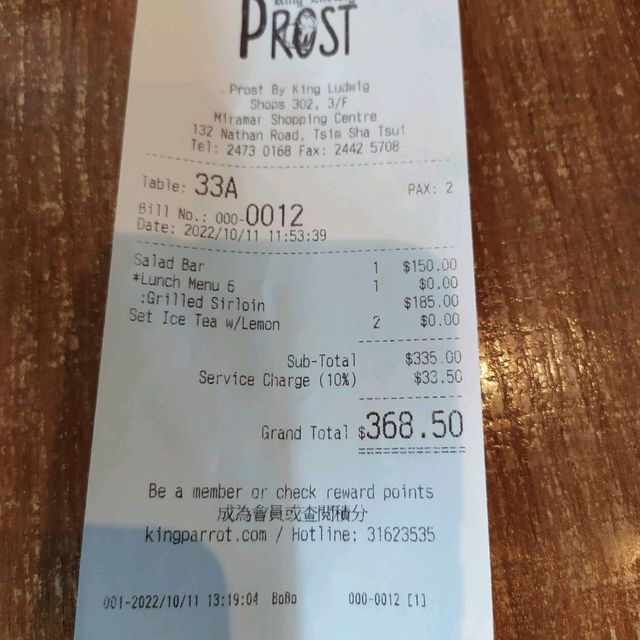 PROST
Prost By King Ludwig
Shops 302, 3/F
Miramar Shopping Centre
132 Nathan Road, Tsim Sha Tsui
Tel: 2473 0168 Fax: 2442 5708
Table: 33A PAX: 2
Bill No.: 000-0012
Date: 2022/10/11 11:53:39
Salad Bar 1 $150.00
*Lunch Menu 6 1 $0.00
:Grilled Sirloin $185.00
Set Ice Tea w/Lemon 2 $0.00
Sub-Total $335.00
Service Charge (10%) $33.50
Grand Total $368.50
Be a member or check reward points
成為會員或查閱積分
kingparrot.com / Hotline: 31623535
001-2022/10/11 13:19:04 BoBo 000-0012 [1]